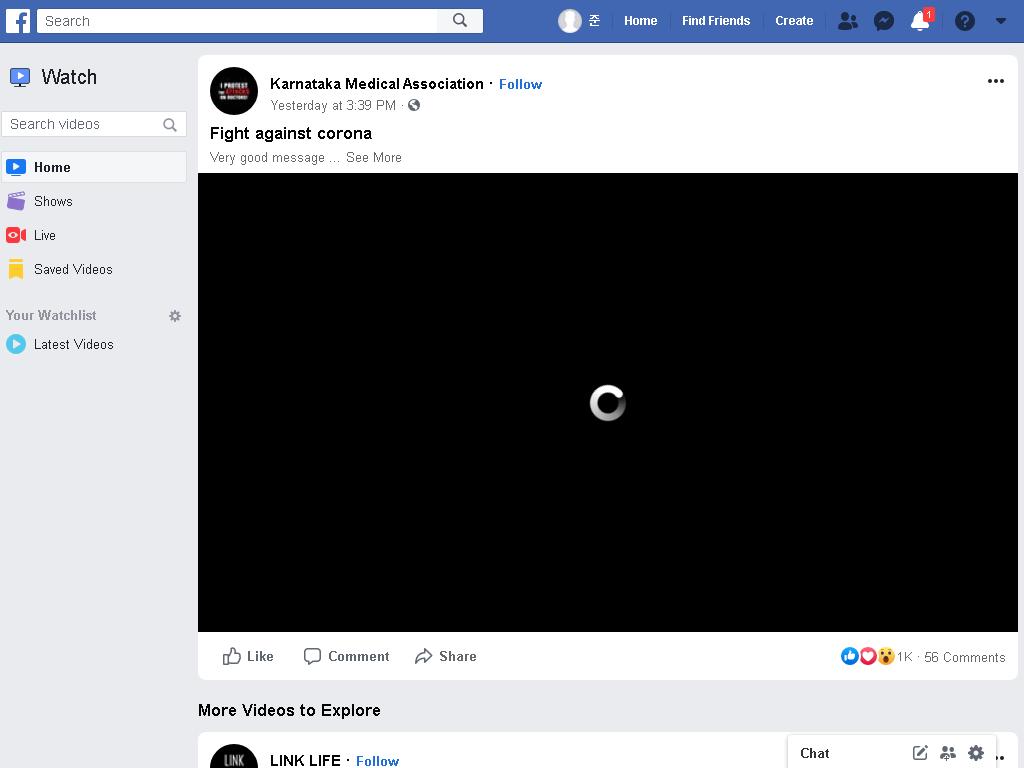 Search
준
Home
Find Friends
Create
1
Watch
Search videos
Home
Shows
Live
Saved Videos
Your Watchlist
Latest Videos
I PROTEST
THE ATTACKS
ON DOCTORS!
Karnataka Medical Association · Follow
Yesterday at 3:39 PM ·
Fight against corona
Very good message ... See More
Like
Comment
Share
1K · 56 Comments
More Videos to Explore
LINK
LINK LIFE · Follow
Chat